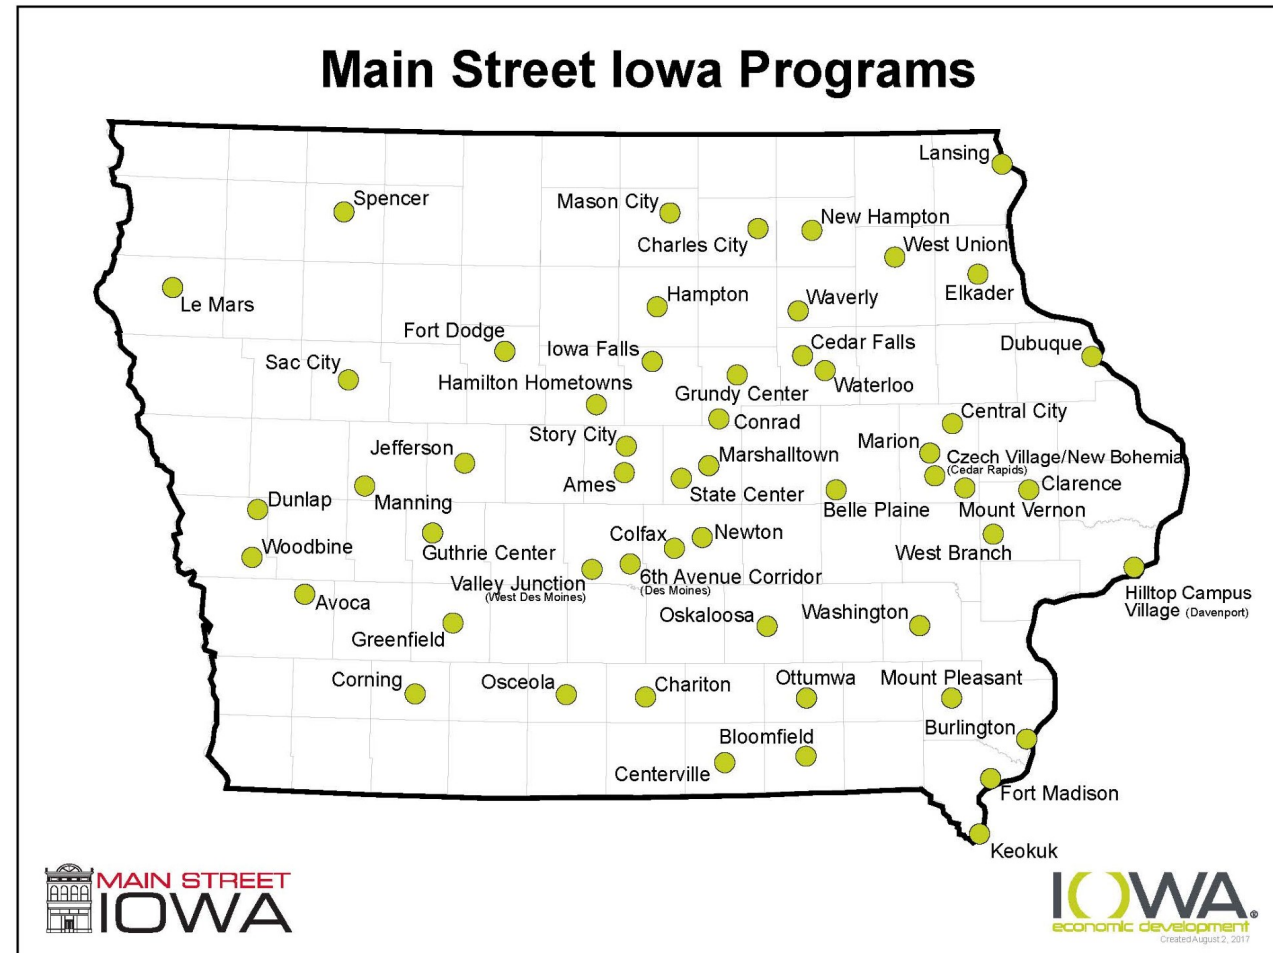 Main Street Iowa Programs
Lansing
Spencer
Mason City
New Hampton
Charles City
West Union
Elkader
Le Mars
Hampton
Waverly
Fort Dodge
Iowa Falls
Cedar Falls
Dubuque
Sac City
Hamilton Hometowns
Grundy Center
Waterloo
Central City
Conrad
Story City
Marion
Jefferson
Marshalltown
Czech Village/New Bohemia
(Cedar Rapids)
Ames
State Center
Clarence
Manning
Dunlap
Belle Plaine
Mount Vernon
Colfax
Newton
Woodbine
Guthrie Center
West Branch
Valley Junction
(West Des Moines)
6th Avenue Corridor
(Des Moines)
Avoca
Hilltop Campus
Village (Davenport)
Oskaloosa
Washington
Greenfield
Corning
Osceola
Chariton
Ottumwa
Mount Pleasant
Burlington
Bloomfield
Centerville
Fort Madison
Keokuk
MAIN STREET
IOWA
IOWA®
economic development
Created August 2, 2017